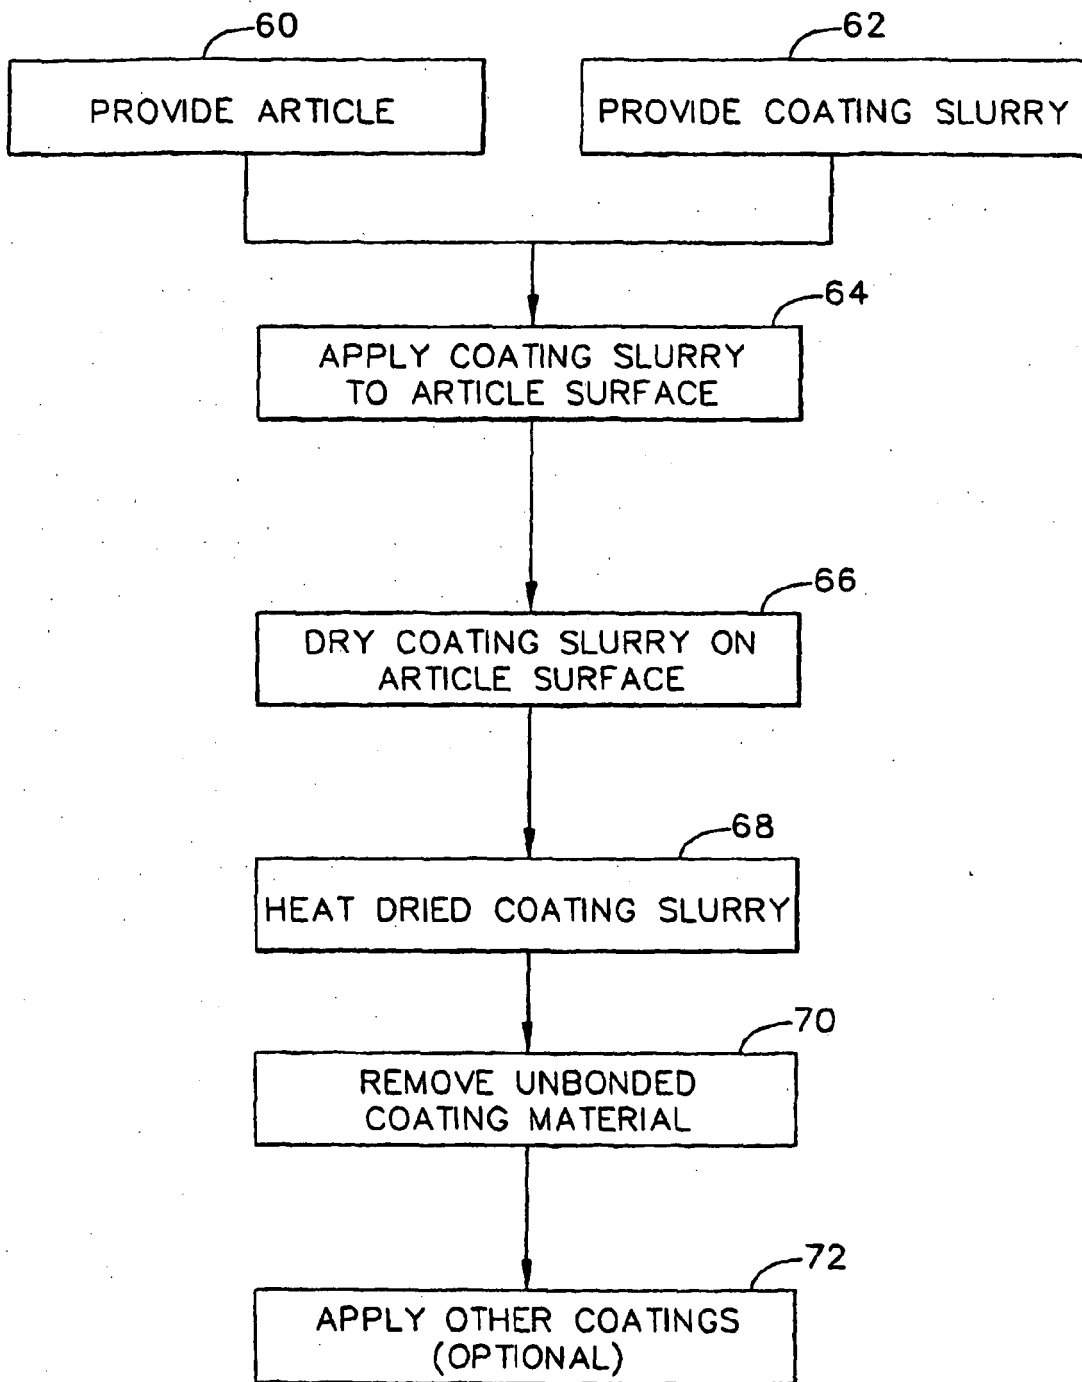 60
PROVIDE ARTICLE
62
PROVIDE COATING SLURRY
64
APPLY COATING SLURRY
TO ARTICLE SURFACE
66
DRY COATING SLURRY ON
ARTICLE SURFACE
68
HEAT DRIED COATING SLURRY
70
REMOVE UNBONDED
COATING MATERIAL
72
APPLY OTHER COATINGS
(OPTIONAL)